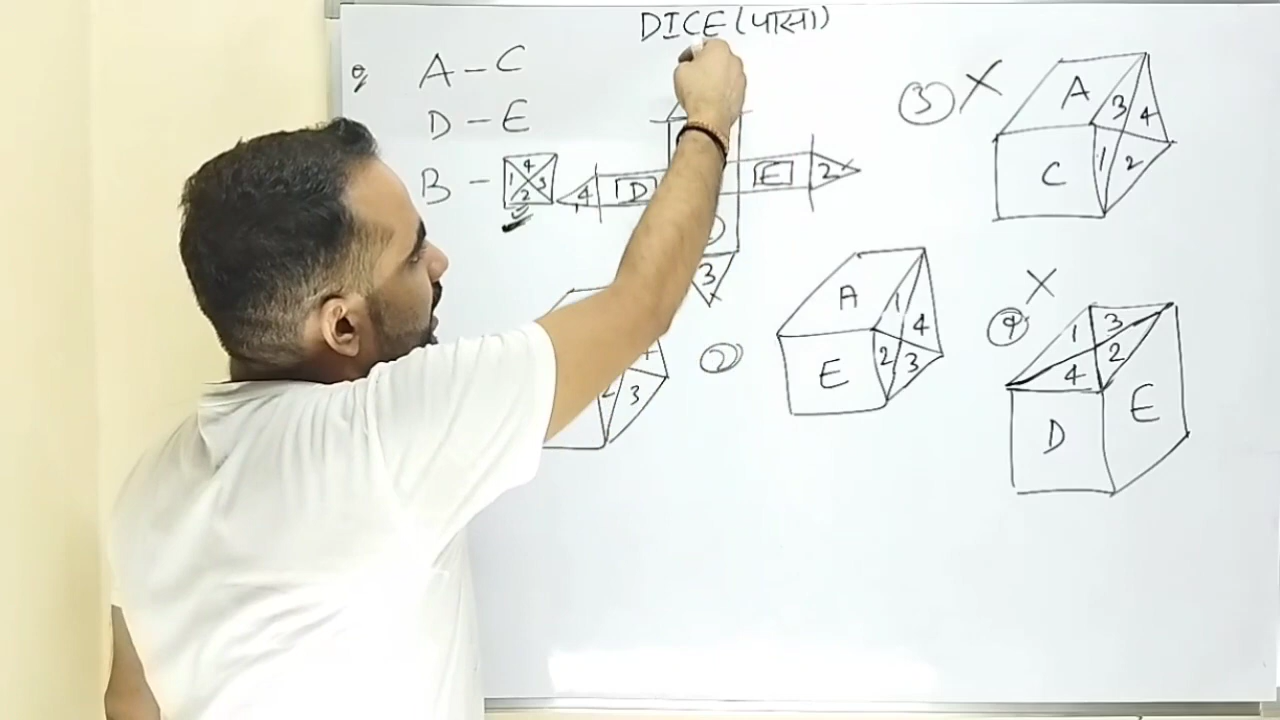 DICE (पासा)
A - C
D - E
B -
4
1 3
2
4 D E 2
3
3 X
A
3 4
1 2
C
2
3
2
A
1 4
2 3
E
X
4
1 3
4 2
D E